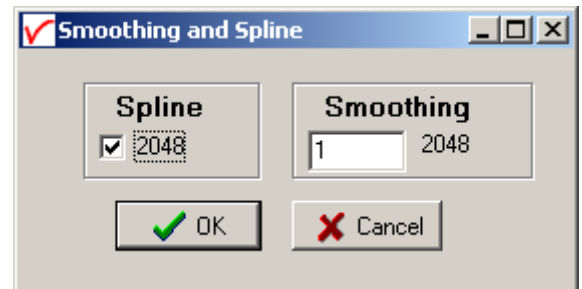 Smoothing and Spline
Spline
2048
Smoothing
1 2048
OK
Cancel